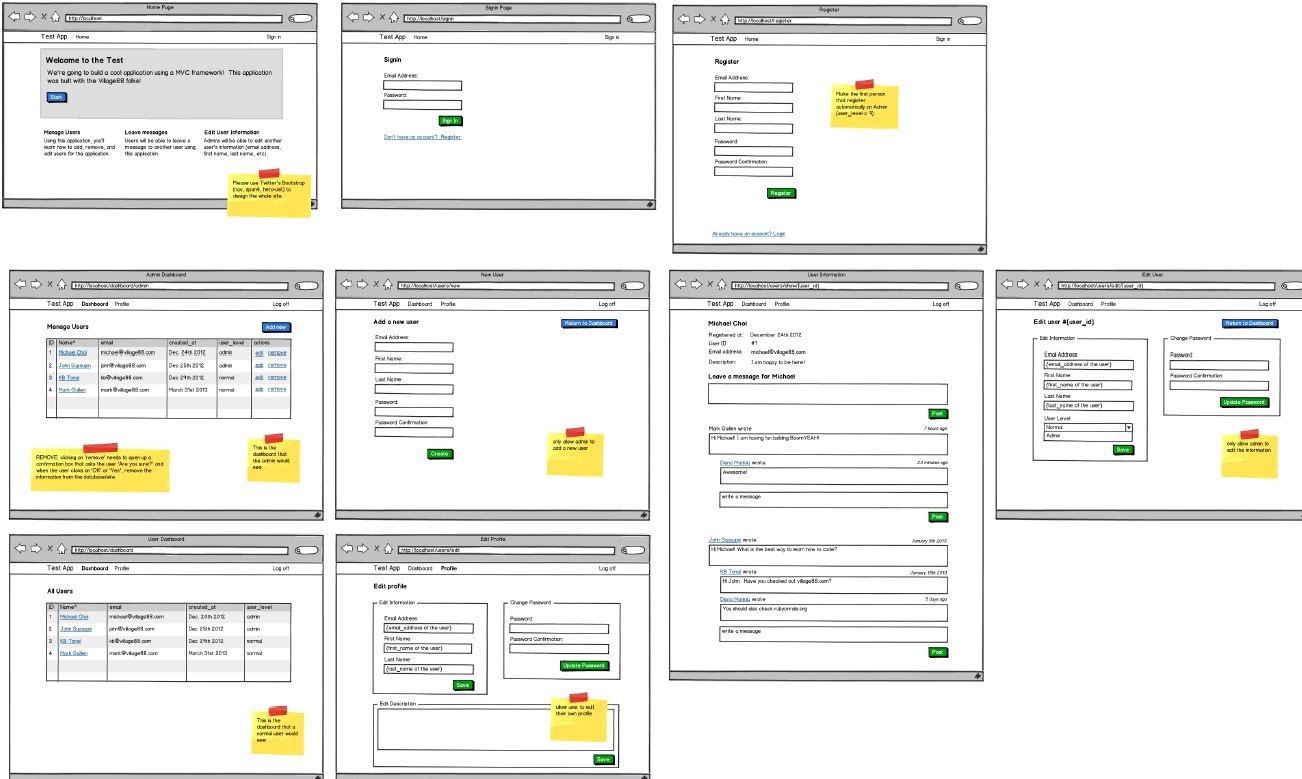 Home Page
http://localhost
Test App Home Sign in
Welcome to the Test
We're going to build a cool application using a MVC framework! This application
was built with the Village88 folks!
Start
Manage Users
Using this application, you'll
learn how to add, remove, and
edit users for the application.
Leave messages
Users will be able to leave a
message to another user using
this application.
Edit User Information
Admins will be able to edit another
user's information (email address,
first name, last name, etc).
Please use Twitter's Bootstrap
(nav, span4, hero-unit) to
design the whole site
Signin Page
http://localhost/signin
Test App Home Sign in
Signin
Email Address:
Password:
Sign In
Don't have an account? Register.
Register
http://localhost/register
Test App Home Sign in
Register
Email Address:
First Name:
Last Name:
Password:
Password Confirmation:
Register
Already have an account? Login
Make the first person
that register
automatically an Admin
(user_level = 9)
Admin Dashboard
http://localhost/dashboard/admin
Test App Dashboard Profile Log off
Manage Users Add new
ID Name^ email created_at user_level actions
1 Michael Choi michael@village88.com Dec. 24th 2012 admin edit remove
2 John Supsupin john@village88.com Dec 25th 2012 admin edit remove
3 KB Tonel kb@village88.com Dec 29th 2012 normal edit remove
4 Mark Guillen mark@village88.com March 31st 2013 normal edit remove
REMOVE: clicking on 'remove' needs to open up a
confirmation box that asks the user "Are you sure?" and
when the user clicks on "OK" or "Yes", remove the
information from the database/site.
This is the
dashboard that
the admin would
see
New User
http://localhost/users/new
Test App Dashboard Profile Log off
Add a new user Return to Dashboard
Email Address:
First Name:
Last Name:
Password:
Password Confirmation:
Create
only allow admin to
add a new user
User Information
http://localhost/users/show/[user_id]
Test App Dashboard Profile Log off
Michael Choi
Registered at: December 24th 2012
User ID #1
Email address: michael@village88.com
Description: I am happy to be here!
Leave a message for Michael
Post
Mark Guillen wrote 7 hours ago
Hi Michael! I am having fun building BoomYEAH!
Diana Manlulu wrote 23 minutes ago
Awesome!
write a message
Post
John Supsupin wrote January 5th 2013
Hi Michael! What is the best way to learn how to code?
KB Tonel wrote January 15th 2013
Hi John. Have you checked out village88.com?
Diana Manlulu wrote 5 days ago
You should also check rubyonrails.org
write a message
Post
Edit User
http://localhost/users/edit/[user_id]
Test App Dashboard Profile Log off
Edit user #[user_id] Return to Dashboard
Edit Information
Email Address:
{email_address of the user}
First Name:
{first_name of the user}
Last Name:
{last_name of the user}
User Level:
Normal
Admin
Save
Change Password
Password:
Password Confirmation:
Update Password
only allow admin to
edit the information
User Dashboard
http://localhost/dashboard
Test App Dashboard Profile Log off
All Users
ID Name^ email created_at user_level
1 Michael Choi michael@village88.com Dec. 24th 2012 admin
2 John Supsupin john@village88.com Dec 25th 2012 admin
3 KB Tonel kb@village88.com Dec 29th 2012 normal
4 Mark Guillen mark@village88.com March 31st 2013 normal
This is the
dashboard that a
normal user would
see
Edit Profile
http://localhost/users/edit
Test App Dashboard Profile Log off
Edit profile
Edit Information
Email Address:
{email_address of the user}
First Name:
{first_name of the user}
Last Name:
{last_name of the user}
Save
Change Password
Password:
Password Confirmation:
Update Password
allow user to edit
their own profile
Edit Description
Save